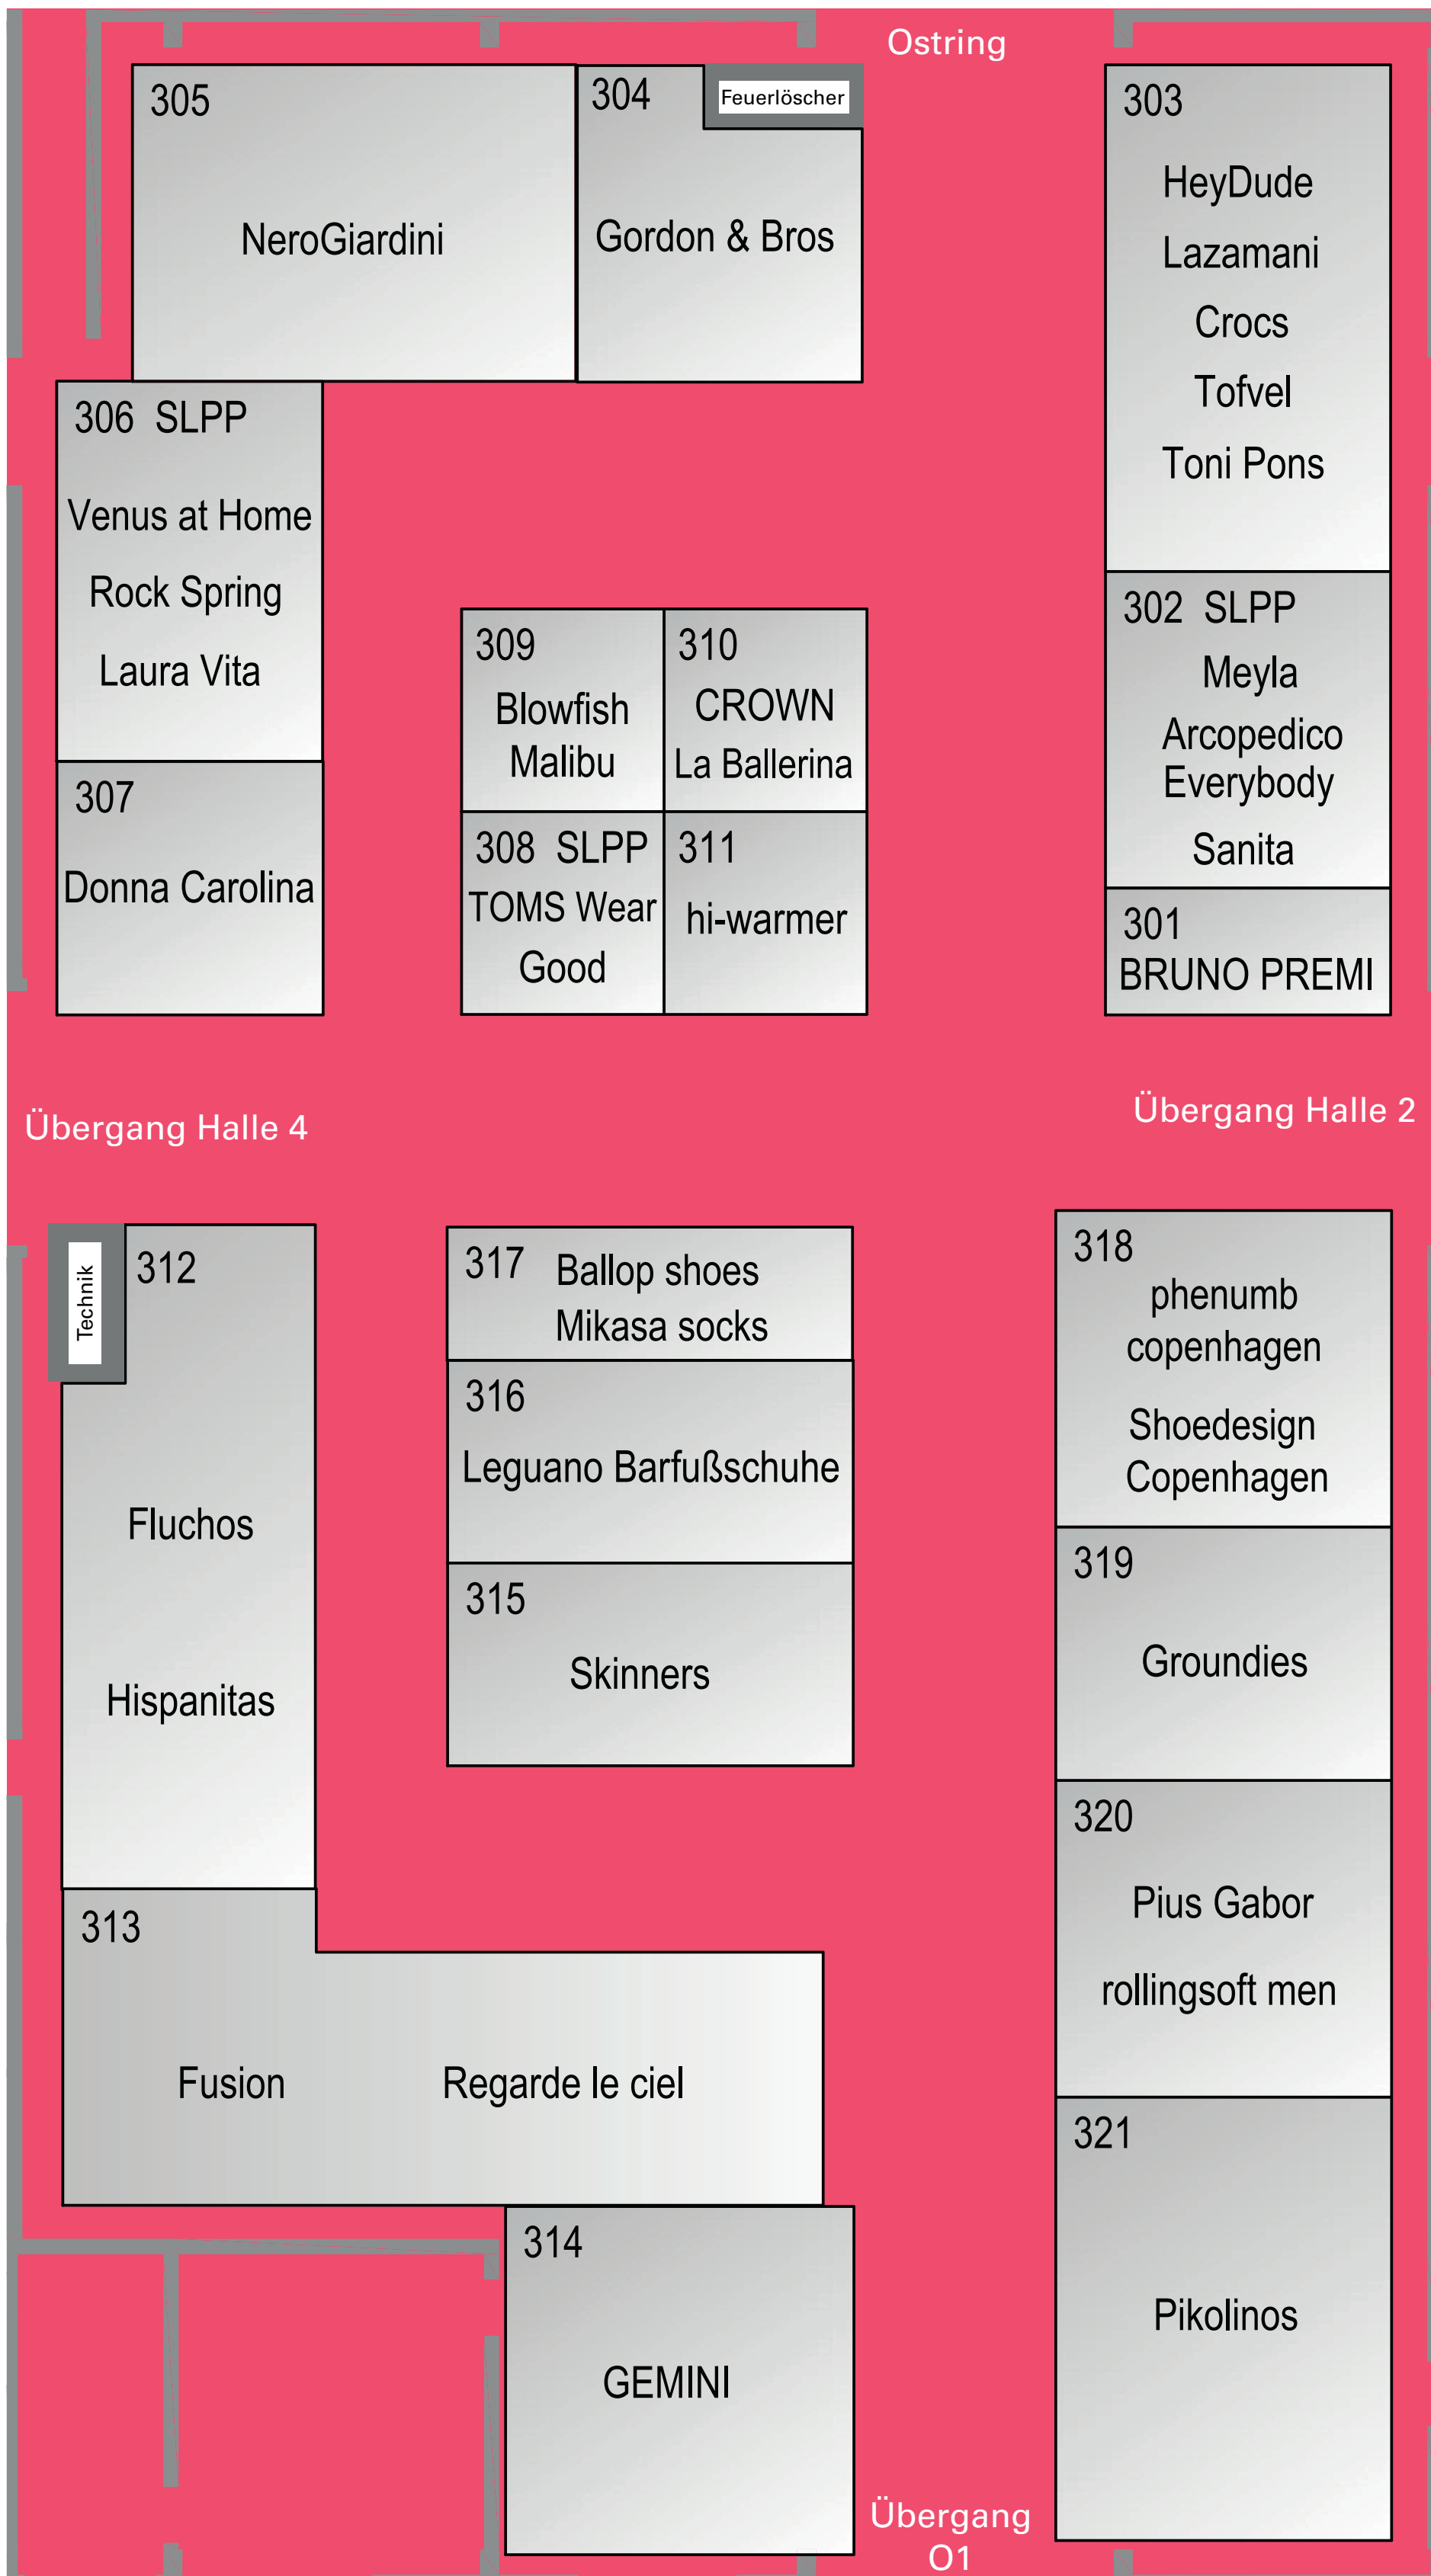 Ostring
305
NeroGiardini
304
Feuerlöscher
Gordon & Bros
303
HeyDude
Lazamani
Crocs
Tofvel
Toni Pons
306 SLPP
Venus at Home
Rock Spring
Laura Vita
309
Blowfish
Malibu
310
CROWN
La Ballerina
302 SLPP
Meyla
Arcopedico
Everybody
Sanita
307
Donna Carolina
308 SLPP
TOMS Wear
Good
311
hi-warmer
301
BRUNO PREMI
Übergang Halle 4
Übergang Halle 2
Technik
312
Fluchos
Hispanitas
317 Ballop shoes
Mikasa socks
316
Leguano Barfußschuhe
315
Skinners
318
phenumb
copenhagen
Shoedesign
Copenhagen
319
Groundies
320
Pius Gabor
rollingsoft men
313
Fusion Regarde le ciel
321
Pikolinos
314
GEMINI
Übergang
O1